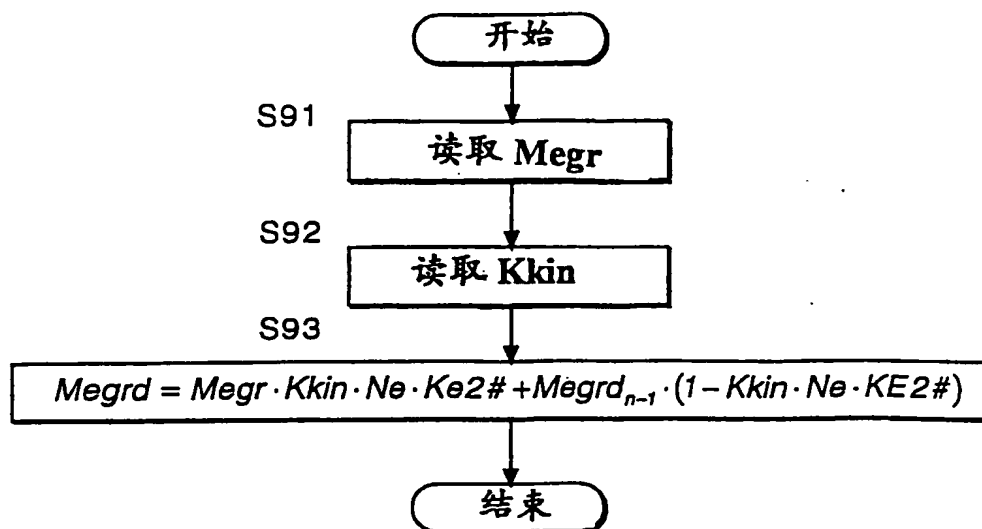 开始
S91
读取 Megr
S92
读取 Kkin
S93
Megrd = Megr·Kkin·Ne·Ke2# +Megrd_{n-1}·(1-Kkin·Ne·KE2#)
结束